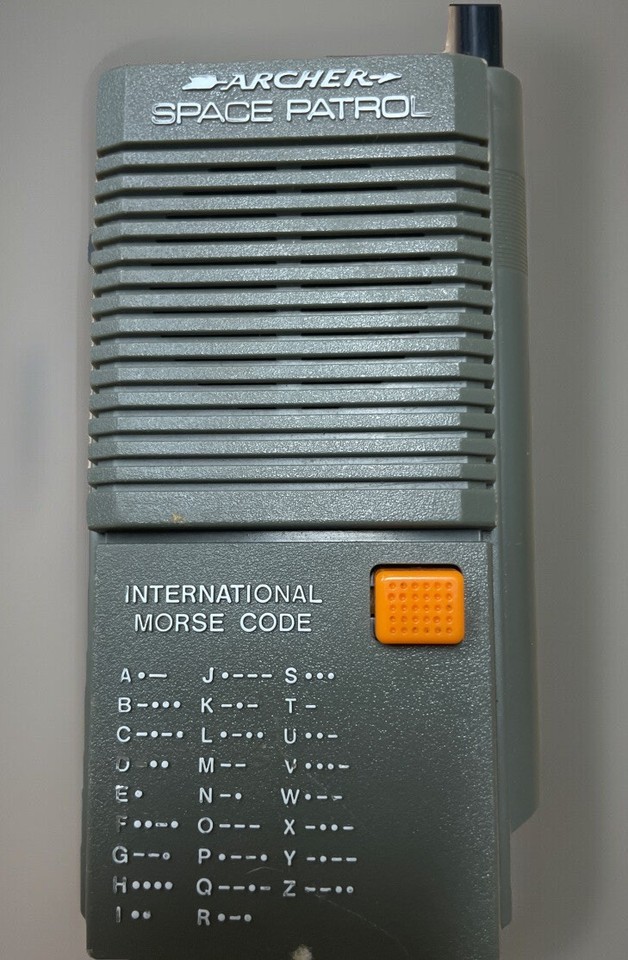 ARCHER
SPACE PATROL
INTERNATIONAL
MORSE CODE
A•— J•--- S•••
B-••• K-•- T-
C-•-• L•-•• U••-
D ••  M-- V•••-
E• N-• W•--
F••-• O--- X-••-
G--• P•--• Y-•--
H•••• Q--•- Z--••
I•• R•-•